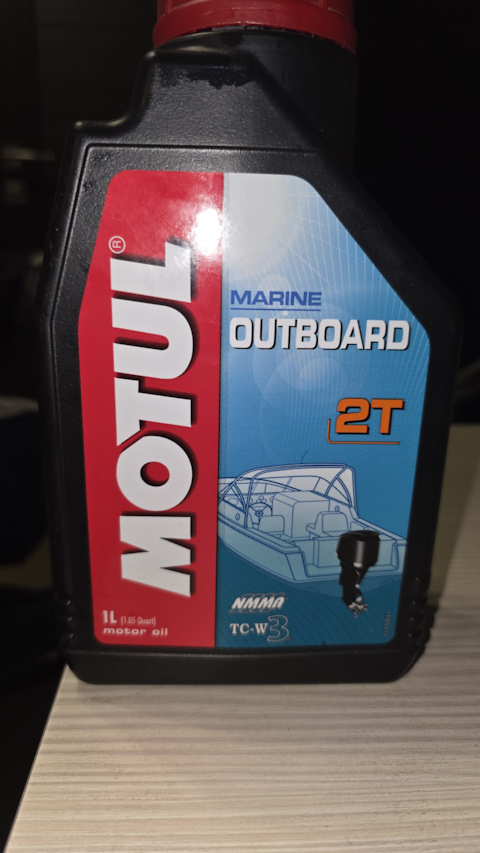 MOTUL®
MARINE
OUTBOARD
2T
NMMA
TC-W3
1L (1.05 Quart)
motor oil